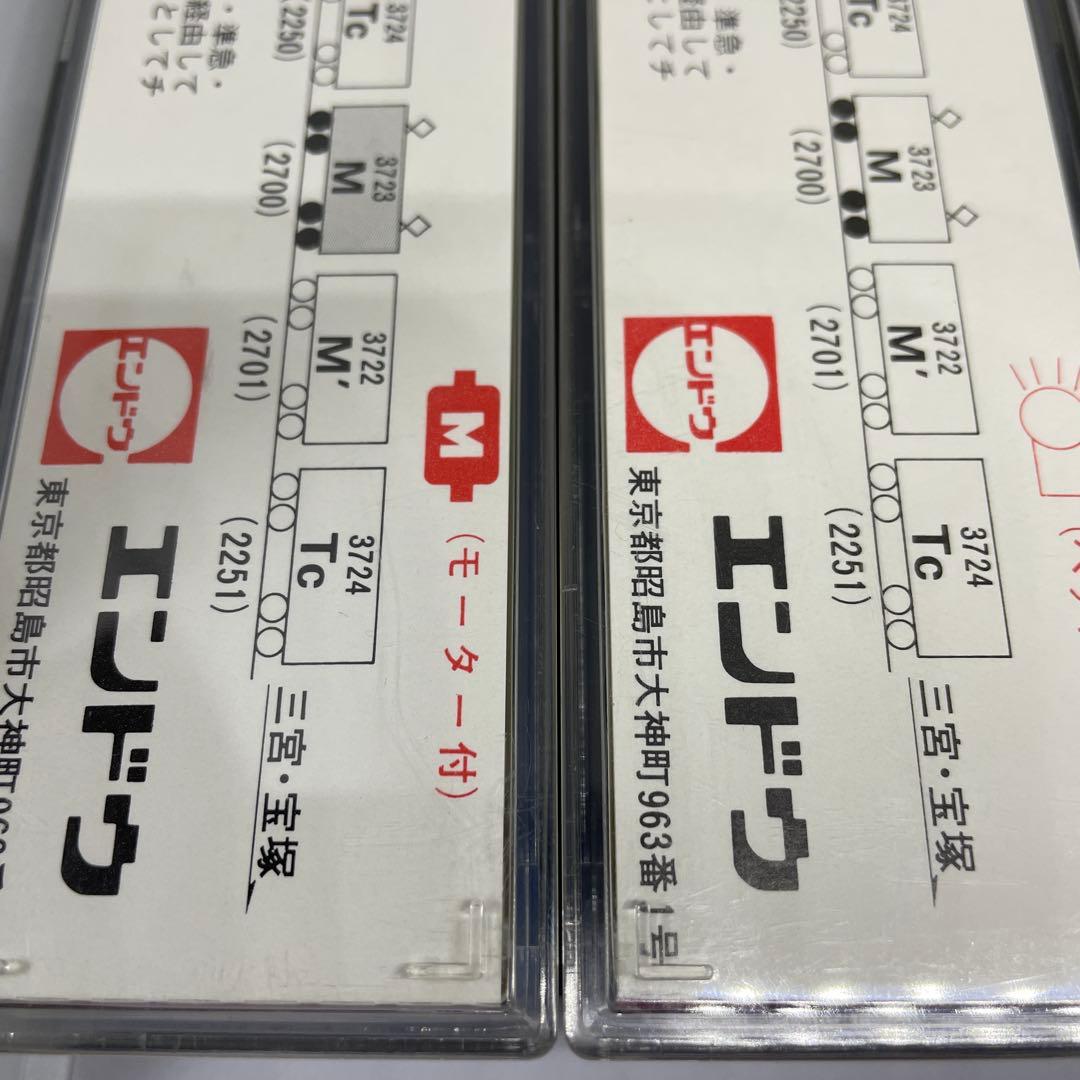 ・準急・
経由して
としてチ
Tc
3724
(2250)
M
3723
(2700)
M′
3722
(2701)
Tc
3724
(2251)
三宮・宝塚
M
(モーター付)
エンドウ
エンドウ
東京都昭島市大神町963
準急・
経由して
としてチ
Tc
3724
(2250)
M
3723
(2700)
M′
3722
(2701)
Tc
3724
(2251)
三宮・宝塚
エンドウ
エンドウ
東京都昭島市大神町963番1号